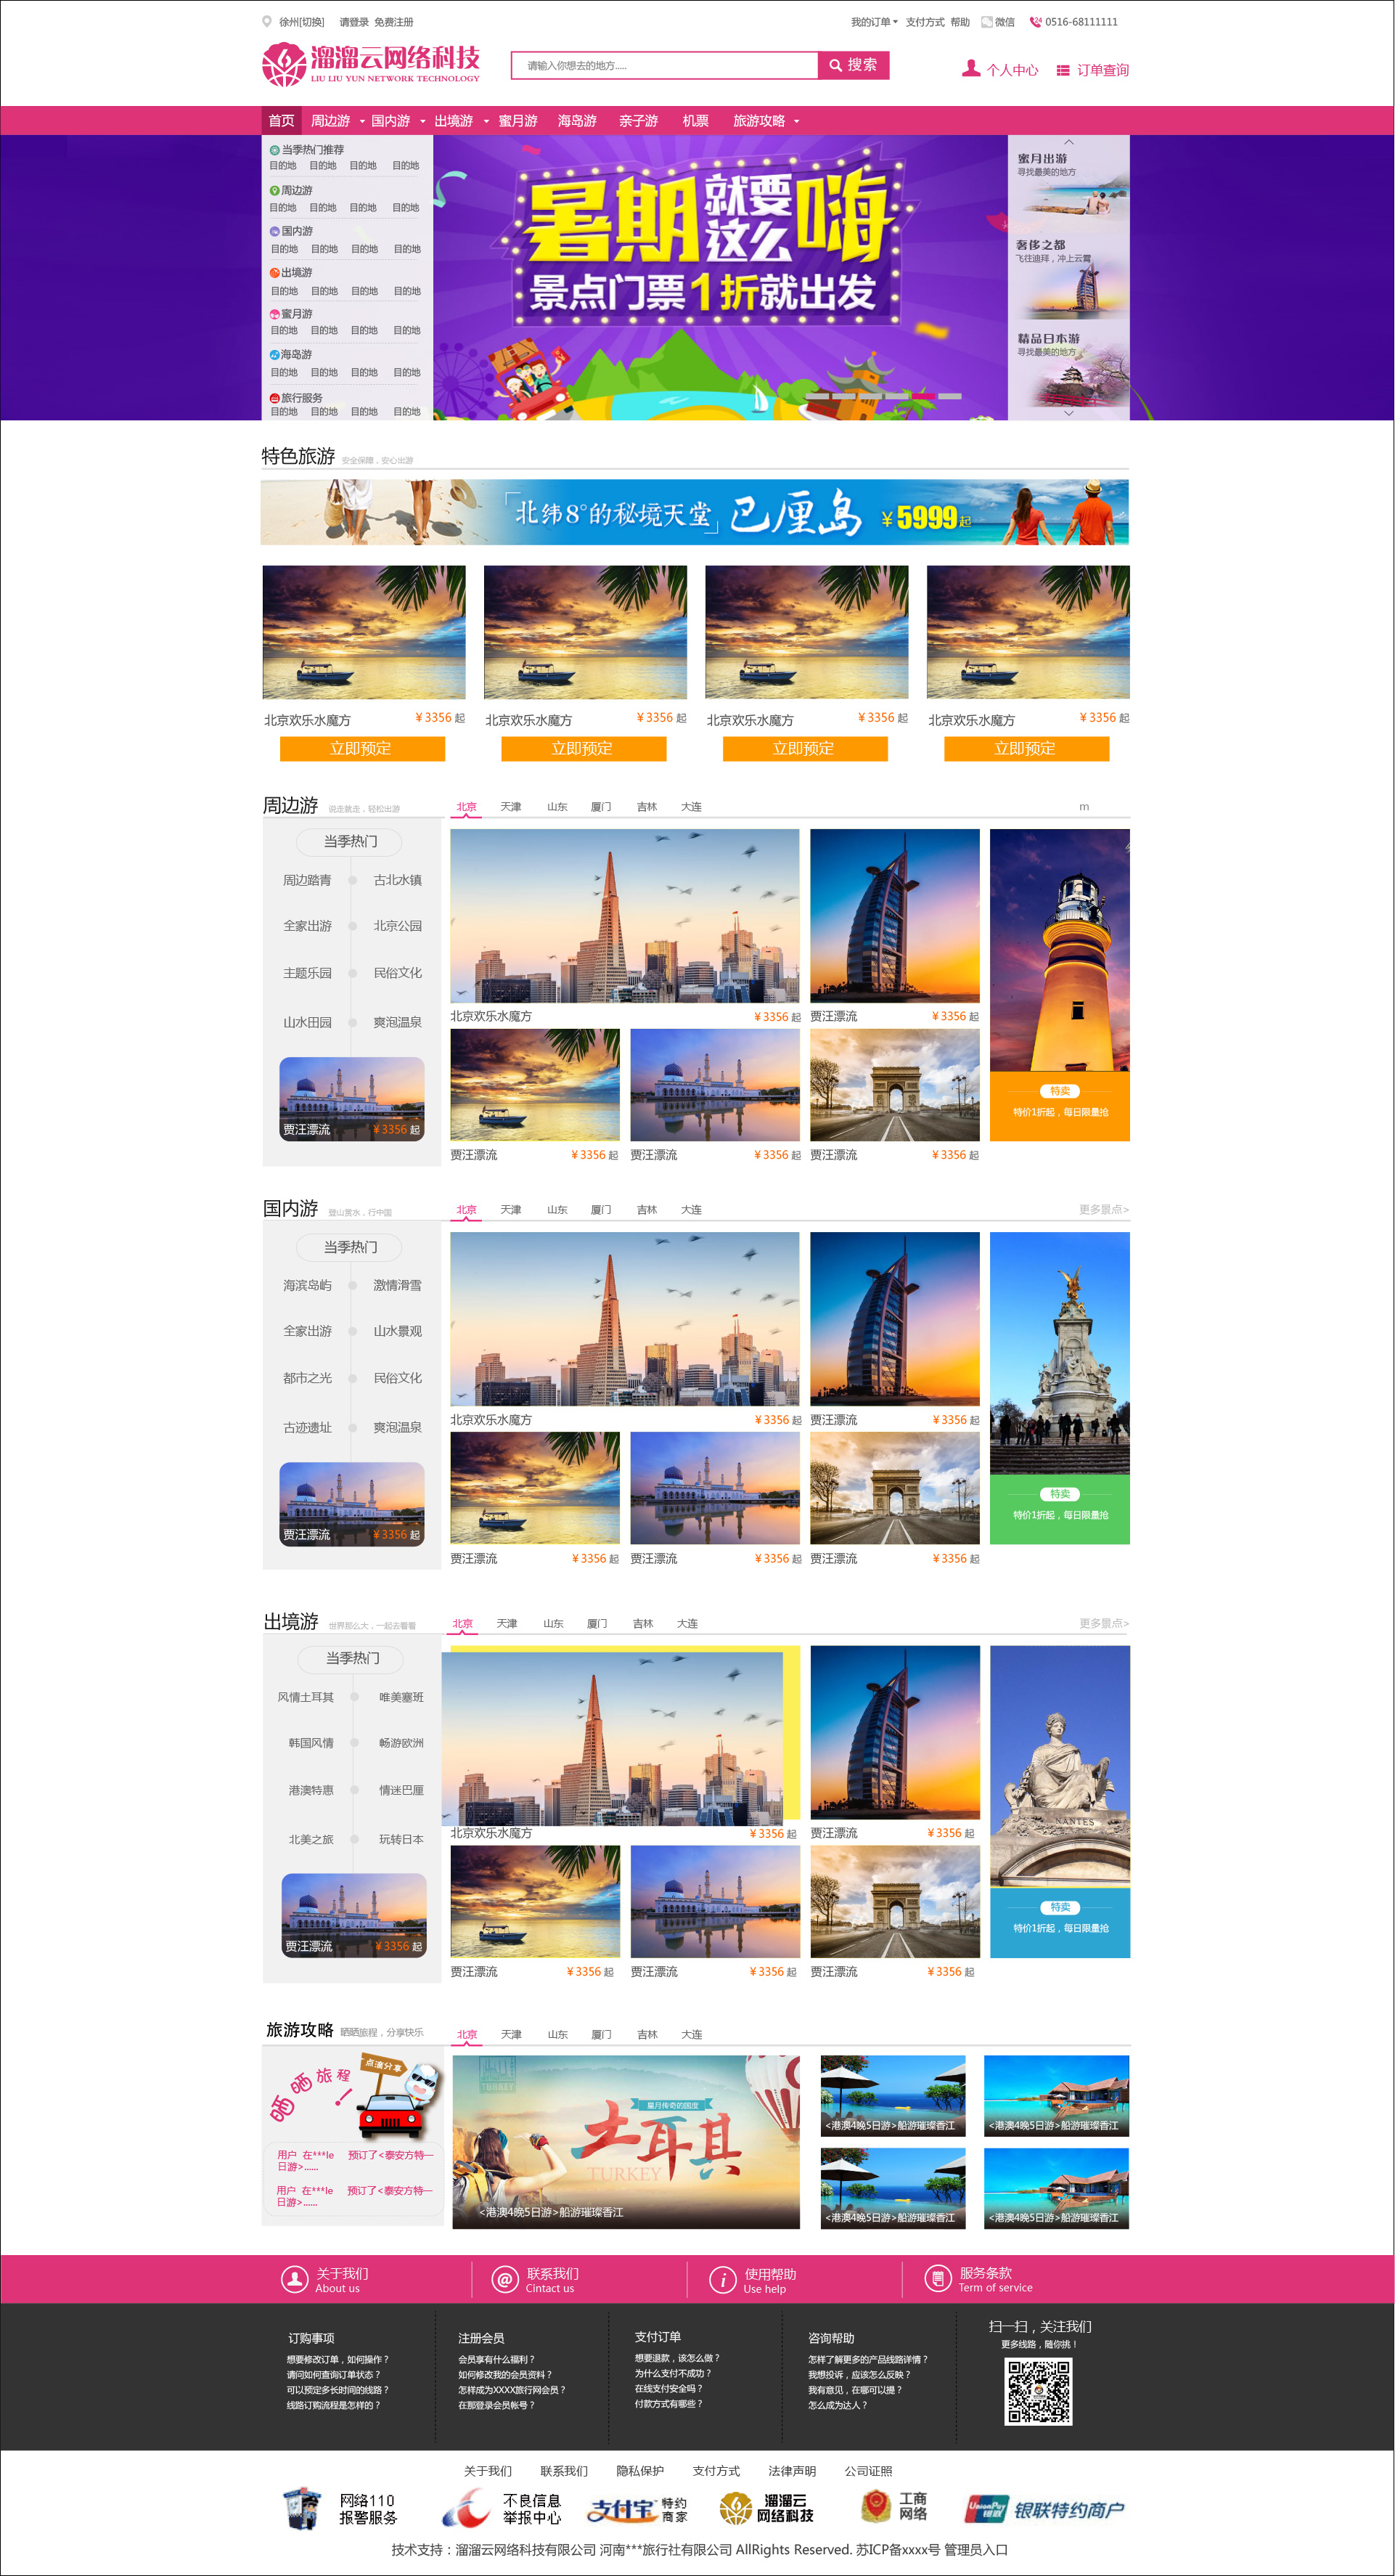 徐州[切换] 请登录 免费注册 我的订单 支付方式 帮助 微信 0516-68111111
溜溜云网络科技
LIU LIU YUN NETWORK TECHNOLOGY
请输入你想去的地方.....
搜索
个人中心 订单查询
首页 周边游 国内游 出境游 蜜月游 海岛游 亲子游 机票 旅游攻略
当季热门推荐
目的地 目的地 目的地 目的地
周边游
目的地 目的地 目的地 目的地
国内游
目的地 目的地 目的地 目的地
出境游
目的地 目的地 目的地 目的地
蜜月游
目的地 目的地 目的地 目的地
海岛游
目的地 目的地 目的地 目的地
旅行服务
目的地 目的地 目的地 目的地
暑期就要这么嗨
景点门票1折就出发
蜜月出游
寻找最美的地方
奢侈之都
飞往迪拜，冲上云霄
精品日本游
寻找最美的地方
特色旅游 安全保障，安心出游
「北纬8°的秘境天堂」巴厘岛 ¥5999起
北京欢乐水魔方 ¥3356 起 北京欢乐水魔方 ¥3356 起 北京欢乐水魔方 ¥3356 起 北京欢乐水魔方 ¥3356 起
立即预定 立即预定 立即预定 立即预定
周边游 说走就走，轻松出游 北京 天津 山东 厦门 吉林 大连 m
当季热门
周边踏青 古北水镇
全家出游 北京公园
主题乐园 民俗文化
山水田园 爽泡温泉
贾汪漂流 ¥3356 起
北京欢乐水魔方 ¥3356 起 贾汪漂流 ¥3356 起
贾汪漂流 ¥3356 起 贾汪漂流 ¥3356 起 贾汪漂流 ¥3356 起
特卖
特价1折起，每日限量抢
国内游 登山赏水，行中国 北京 天津 山东 厦门 吉林 大连 更多景点>
当季热门
海滨岛屿 激情滑雪
全家出游 山水景观
都市之光 民俗文化
古迹遗址 爽泡温泉
贾汪漂流 ¥3356 起
北京欢乐水魔方 ¥3356 起 贾汪漂流 ¥3356 起
贾汪漂流 ¥3356 起 贾汪漂流 ¥3356 起 贾汪漂流 ¥3356 起
特卖
特价1折起，每日限量抢
出境游 世界那么大，一起去看看 北京 天津 山东 厦门 吉林 大连 更多景点>
当季热门
风情土耳其 唯美塞班
韩国风情 畅游欧洲
港澳特惠 情迷巴厘
北美之旅 玩转日本
贾汪漂流 ¥3356 起
北京欢乐水魔方 ¥3356 起 贾汪漂流 ¥3356 起
贾汪漂流 ¥3356 起 贾汪漂流 ¥3356 起 贾汪漂流 ¥3356 起
NANTES
特卖
特价1折起，每日限量抢
旅游攻略 晒晒旅程，分享快乐 北京 天津 山东 厦门 吉林 大连
晒晒旅程！
点滴分享
用户 在***le 预订了<泰安方特一
日游>......
用户 在***le 预订了<泰安方特一
日游>......
TURKEY
星月传奇的国度
土耳其
TURKEY
<港澳4晚5日游>船游璀璨香江
<港澳4晚5日游>船游璀璨香江 <港澳4晚5日游>船游璀璨香江
<港澳4晚5日游>船游璀璨香江 <港澳4晚5日游>船游璀璨香江
关于我们 联系我们 使用帮助 服务条款
About us Cintact us Use help Term of service
订购事项
想要修改订单，如何操作？
请问如何查询订单状态？
可以预定多长时间的线路？
线路订购流程是怎样的？
注册会员
会员享有什么福利？
如何修改我的会员资料？
怎样成为XXXX旅行网会员？
在那登录会员帐号？
支付订单
想要退款，该怎么做？
为什么支付不成功？
在线支付安全吗？
付款方式有哪些？
咨询帮助
怎样了解更多的产品线路详情？
我想投诉，应该怎么反映？
我有意见，在哪可以提？
怎么成为达人？
扫一扫，关注我们
更多线路，随你挑！
关于我们 联系我们 隐私保护 支付方式 法律声明 公司证照
网络110
报警服务
不良信息
举报中心
支付宝 特约
商家
溜溜云
网络科技
工商
网络
UnionPay
银联
银联特约商户
技术支持：溜溜云网络科技有限公司 河南***旅行社有限公司 AllRights Reserved. 苏ICP备xxxx号 管理员入口